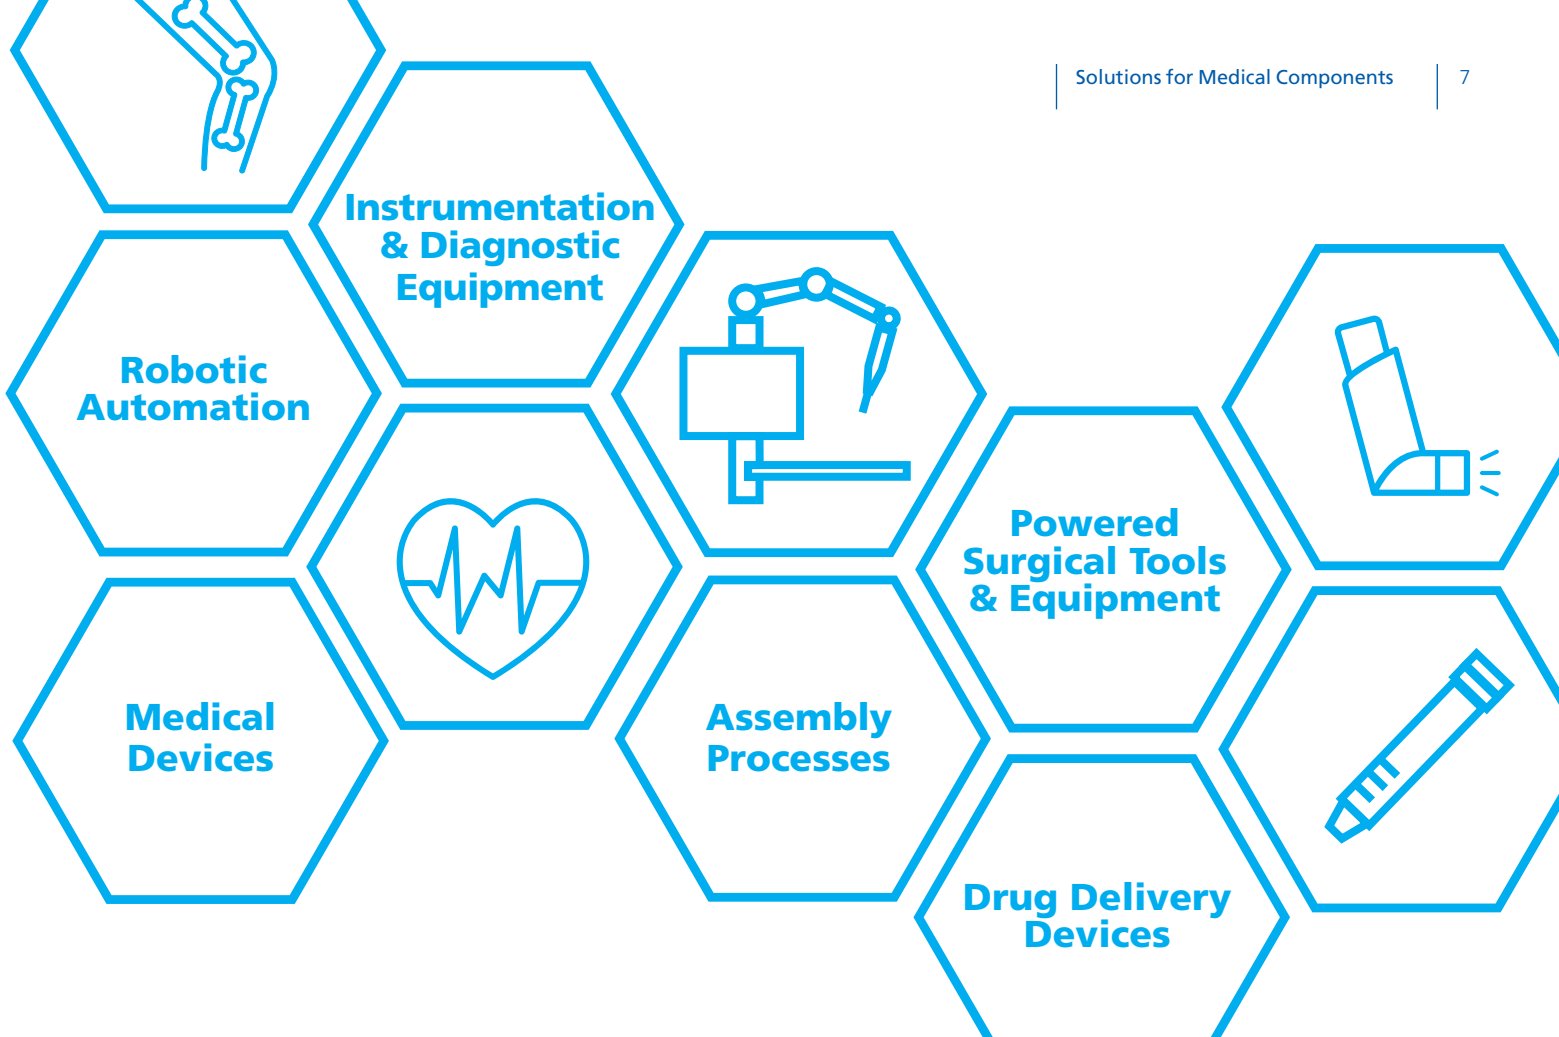 Solutions for Medical Components
7
Instrumentation
& Diagnostic
Equipment
Robotic
Automation
Powered
Surgical Tools
& Equipment
Medical
Devices
Assembly
Processes
Drug Delivery
Devices